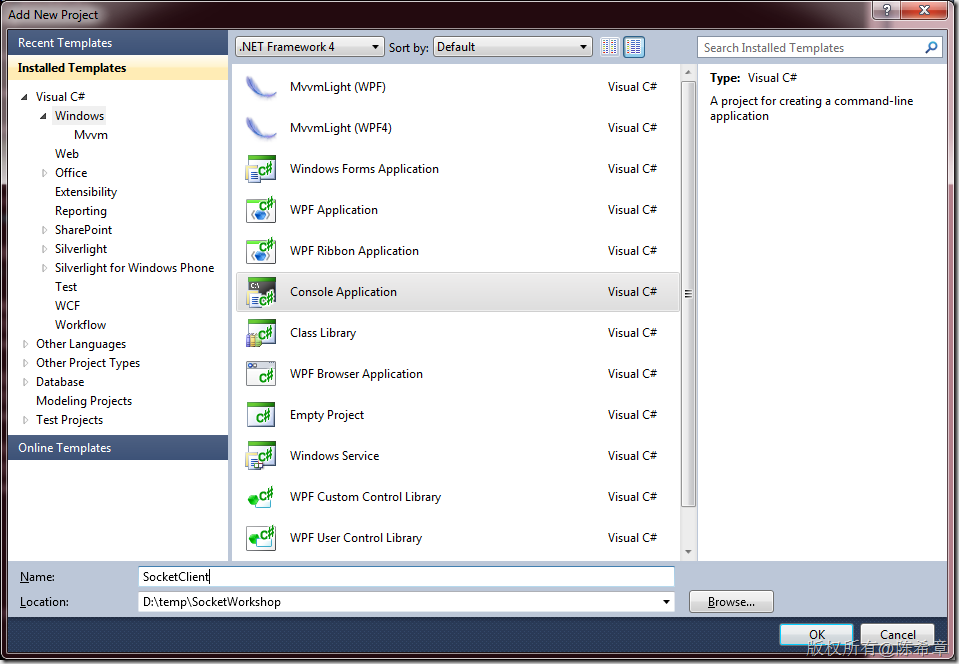 Add New Project
Recent Templates
Installed Templates
Visual C#
Windows
Mvvm
Web
Office
Extensibility
Reporting
SharePoint
Silverlight
Silverlight for Windows Phone
Test
WCF
Workflow
Other Languages
Other Project Types
Database
Modeling Projects
Test Projects
Online Templates
.NET Framework 4 Sort by: Default
MvvmLight (WPF) Visual C#
MvvmLight (WPF4) Visual C#
Windows Forms Application Visual C#
WPF Application Visual C#
WPF Ribbon Application Visual C#
Console Application Visual C#
Class Library Visual C#
WPF Browser Application Visual C#
Empty Project Visual C#
Windows Service Visual C#
WPF Custom Control Library Visual C#
WPF User Control Library Visual C#
Search Installed Templates
Type: Visual C#
A project for creating a command-line
application
Name: SocketClient
Location: D:\temp\SocketWorkshop Browse...
OK Cancel
版权所有@陈希章